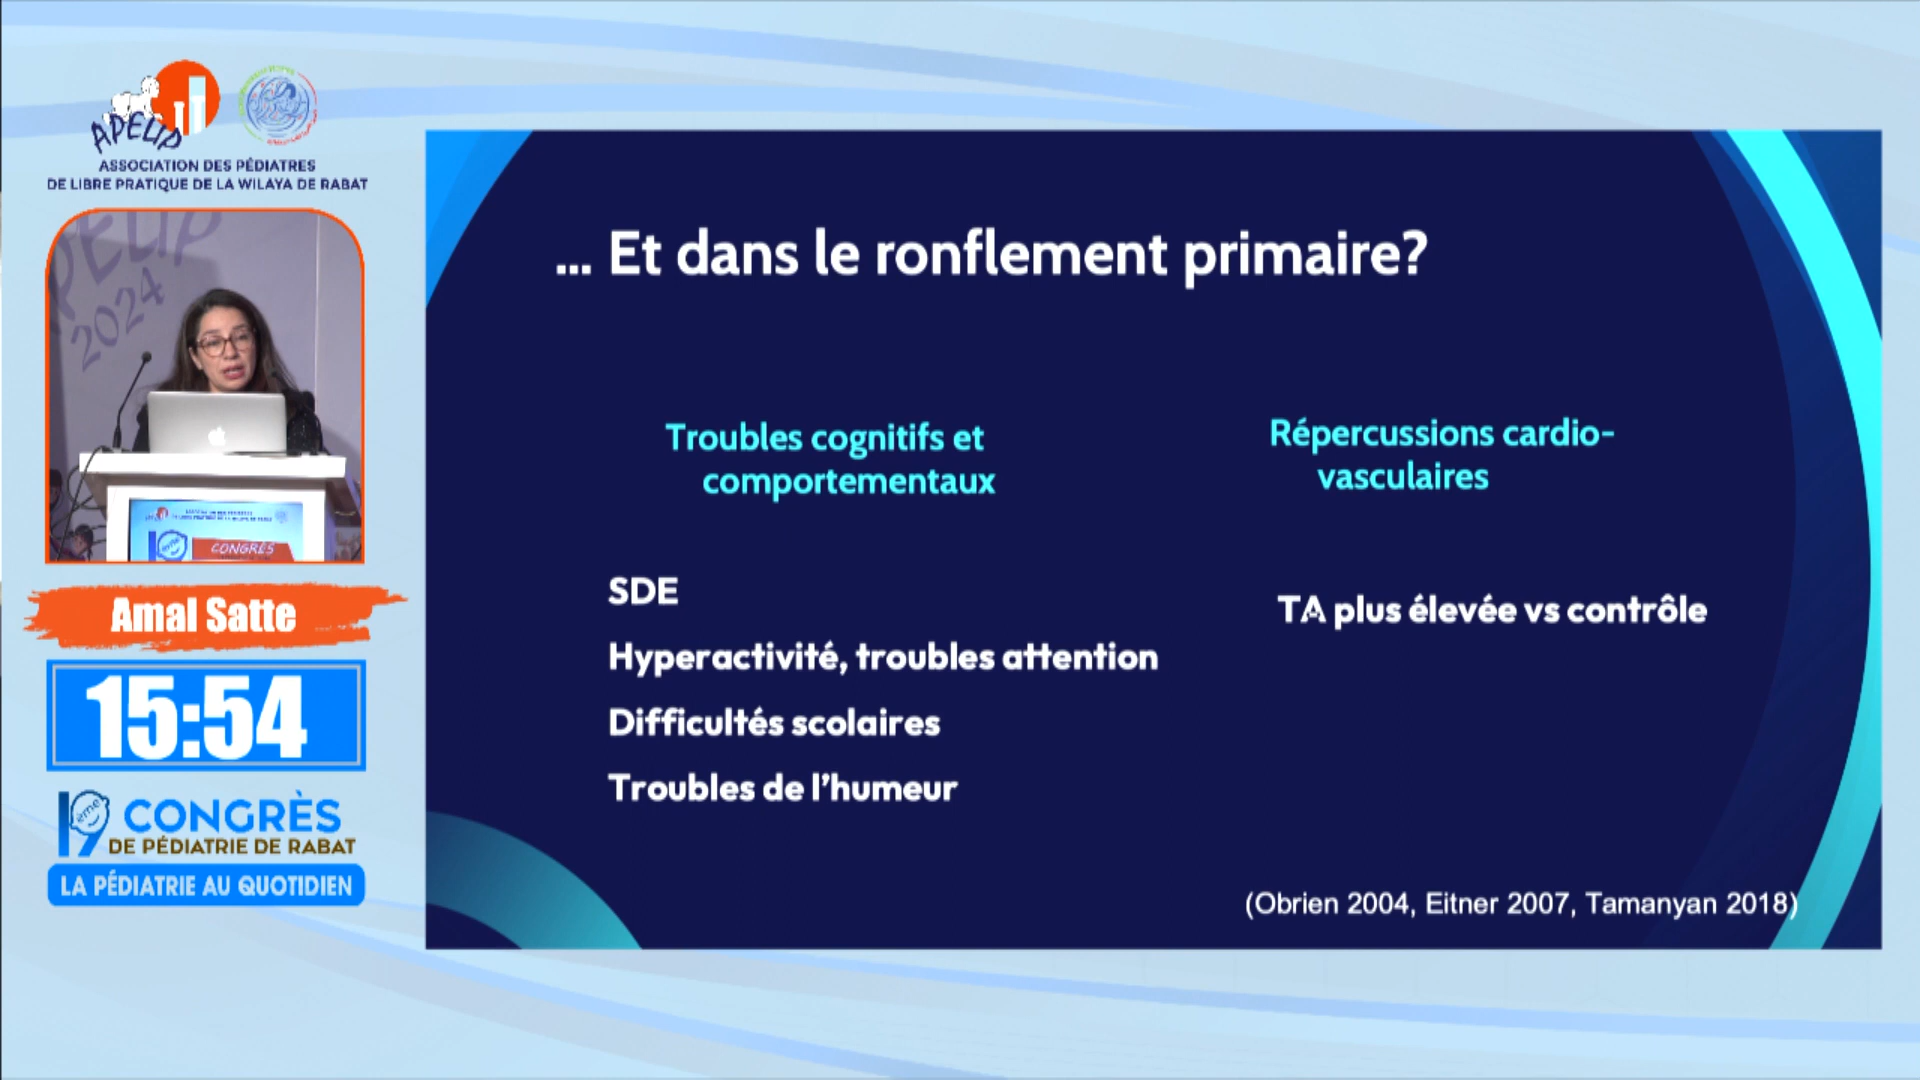 APELIP
ASSOCIATION DES PÉDIATRES
DE LIBRE PRATIQUE DE LA WILAYA DE RABAT
APELIP
2024
CONGRÈS
Amal Satte
15:54
19ème CONGRÈS
DE PÉDIATRIE DE RABAT
LA PÉDIATRIE AU QUOTIDIEN
... Et dans le ronflement primaire?
Troubles cognitifs et
comportementaux
SDE
Hyperactivité, troubles attention
Difficultés scolaires
Troubles de l'humeur
Répercussions cardio-
vasculaires
TA plus élevée vs contrôle
(Obrien 2004, Eitner 2007, Tamanyan 2018)